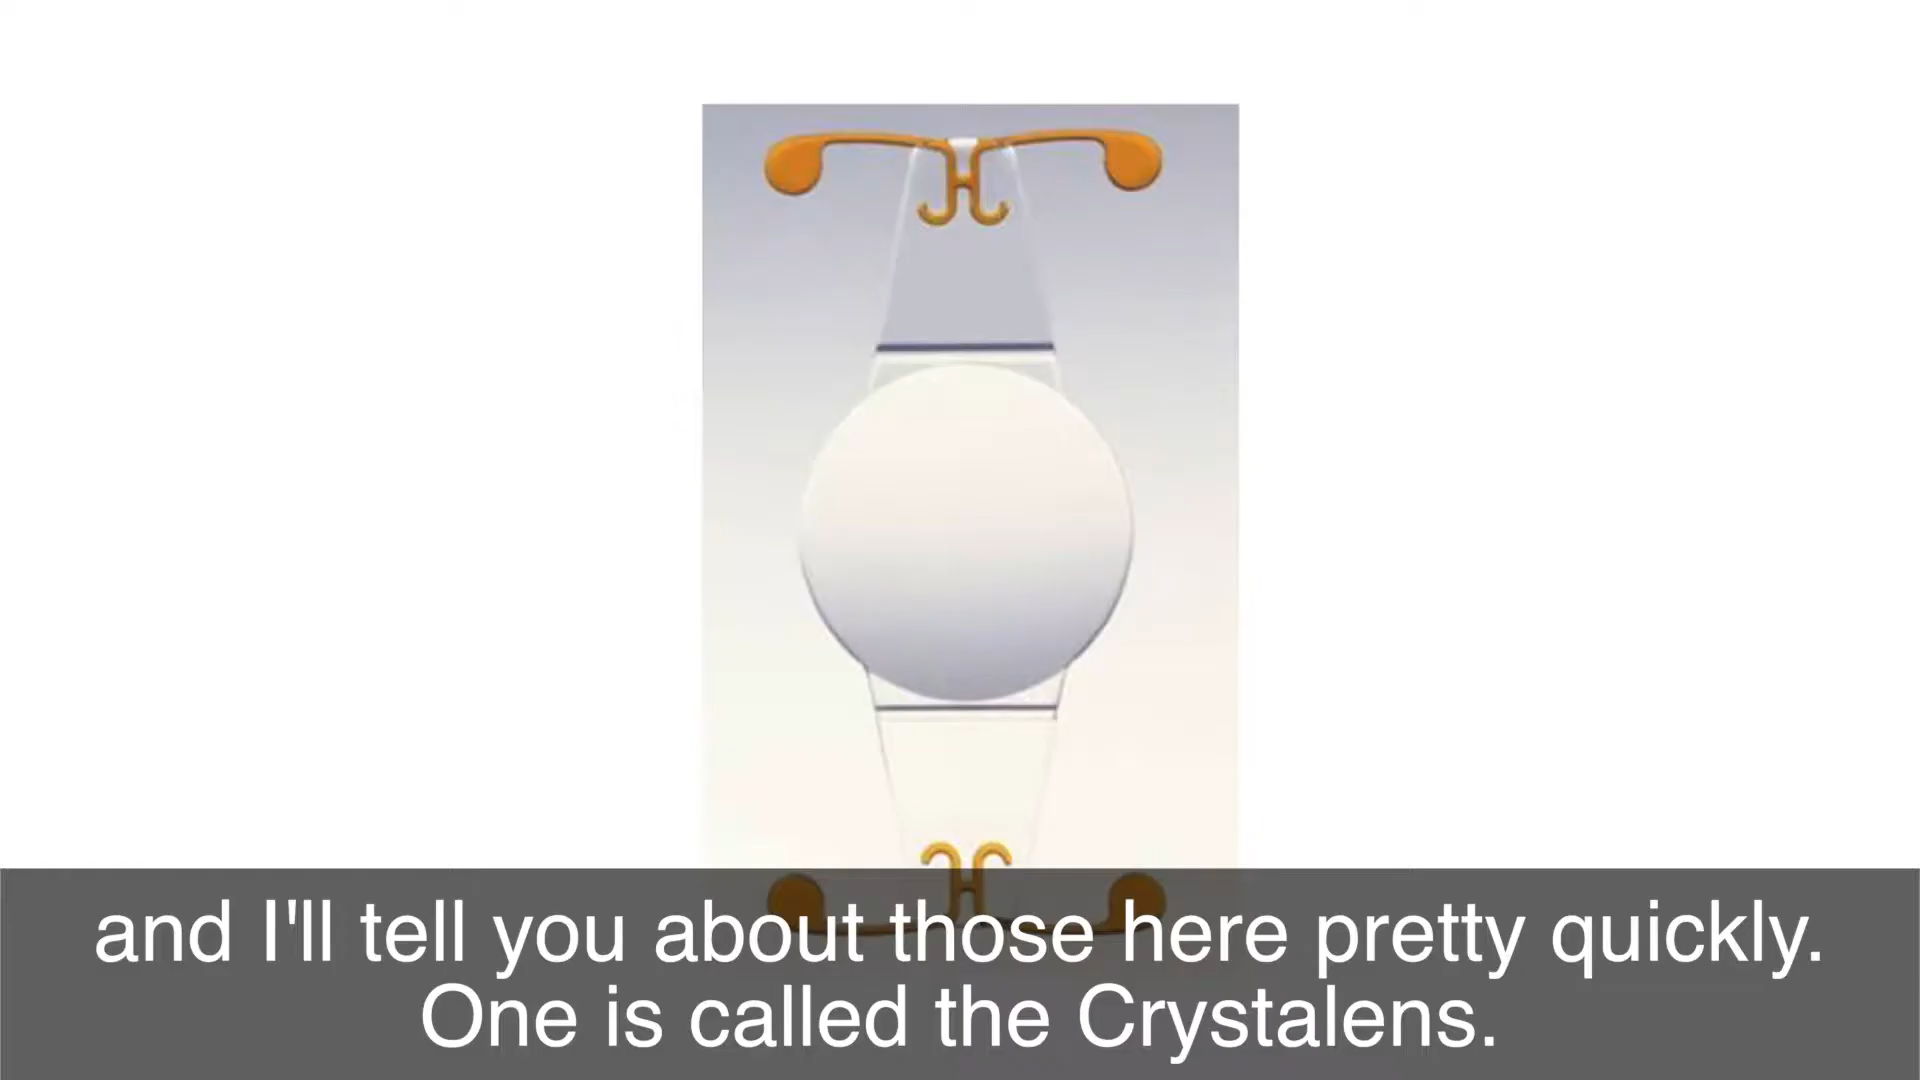 and I'll tell you about those here pretty quickly.
One is called the Crystalens.